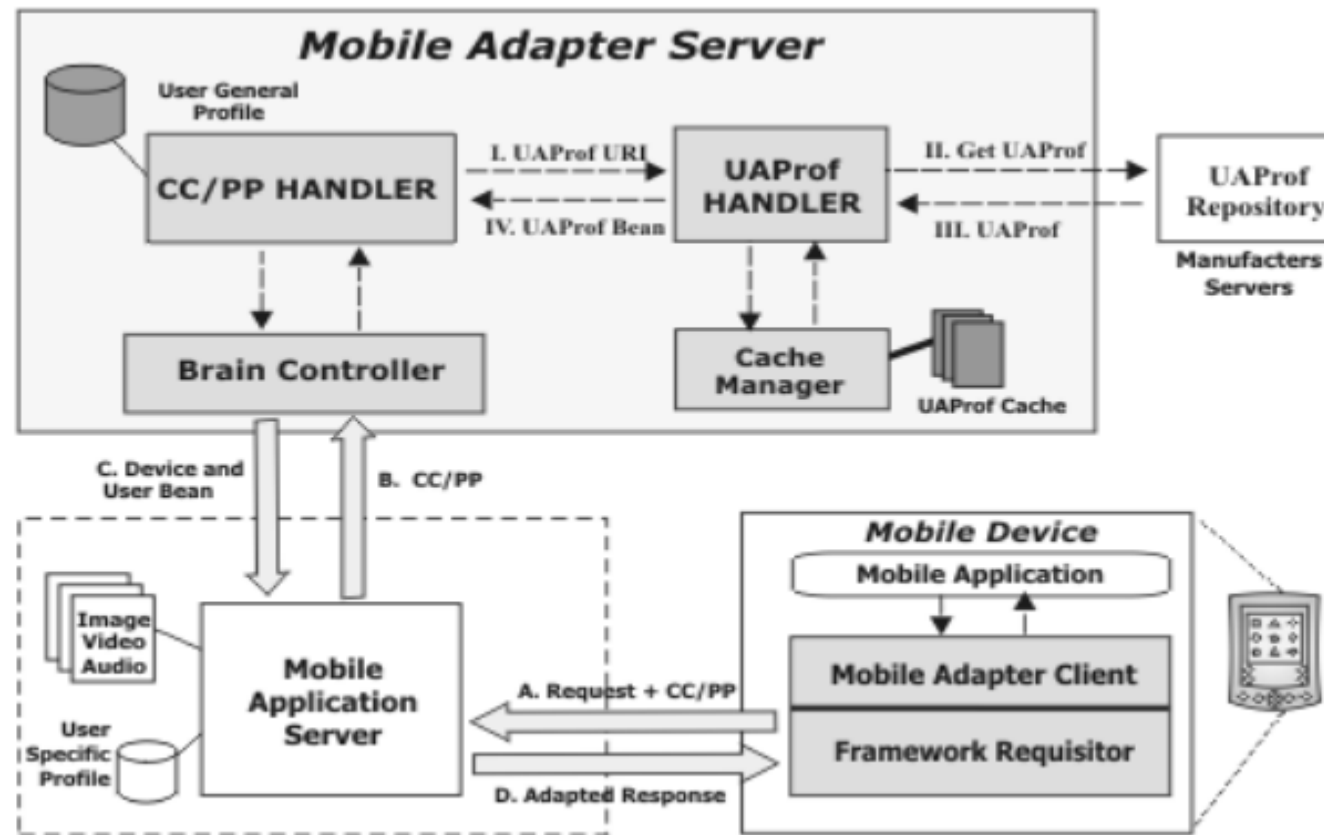 Mobile Adapter Server
User General
Profile
CC/PP HANDLER
I. UAProf URI
IV. UAProf Bean
UAProf
HANDLER
II. Get UAProf
III. UAProf
UAProf
Repository
Manufacters
Servers
Brain Controller
Cache
Manager
UAProf Cache
C. Device and
User Bean
B. CC/PP
Image
Video
Audio
User
Specific
Profile
Mobile
Application
Server
A. Request + CC/PP
D. Adapted Response
Mobile Device
Mobile Application
Mobile Adapter Client
Framework Requisitor